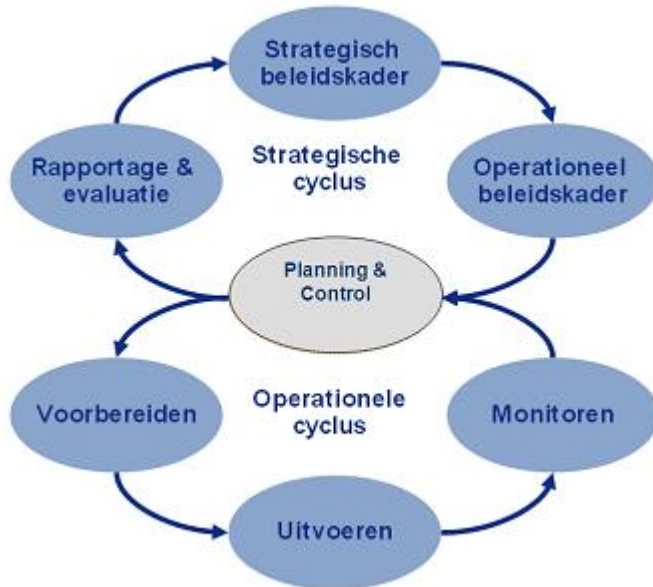 Strategisch
beleidskader
Rapportage &
evaluatie
Strategische
cyclus
Operationeel
beleidskader
Planning &
Control
Voorbereiden
Operationele
cyclus
Monitoren
Uitvoeren